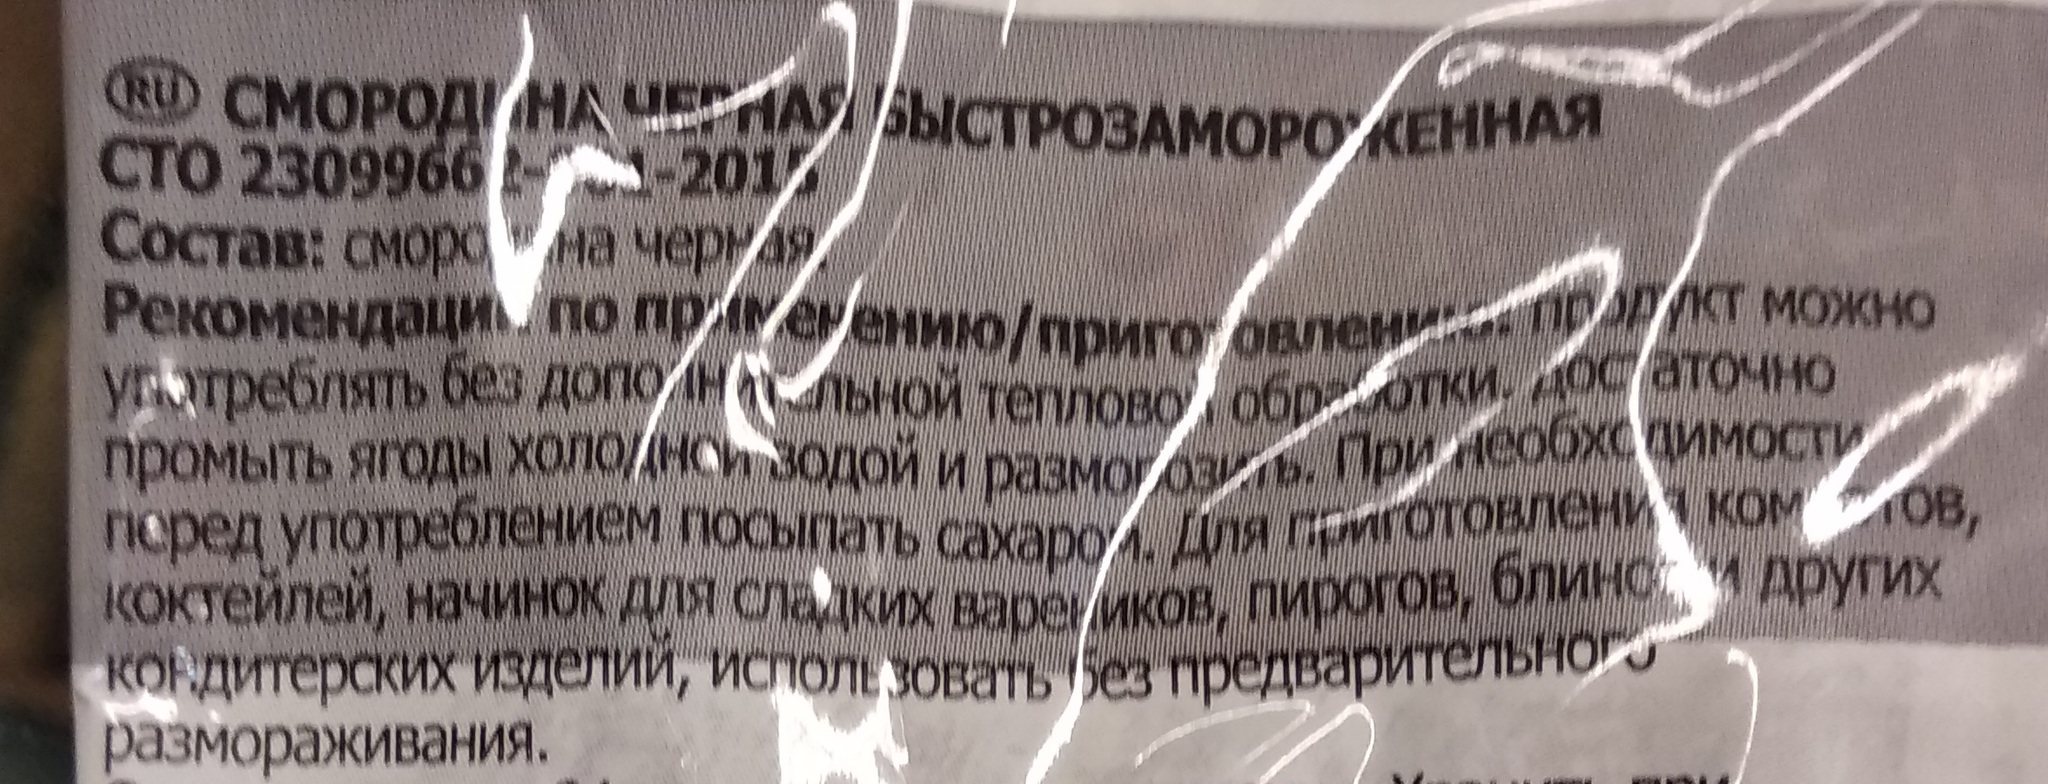 RU СМОРОДИНА ЧЕРНАЯ БЫСТРОЗАМОРОЖЕННАЯ
СТО
Состав: смородина черная.
Рекомендации по применению/приготовлению: продукт можно
употреблять без дополнительной тепловой обработки, достаточно
промыть ягоды холодной водой и разморозить. При необходимости
перед употреблением посыпать сахаром. Для приготовления компотов,
коктейлей, начинок для сладких вареников, пирогов, блинов и других
кондитерских изделий, использовать без предварительного
размораживания.